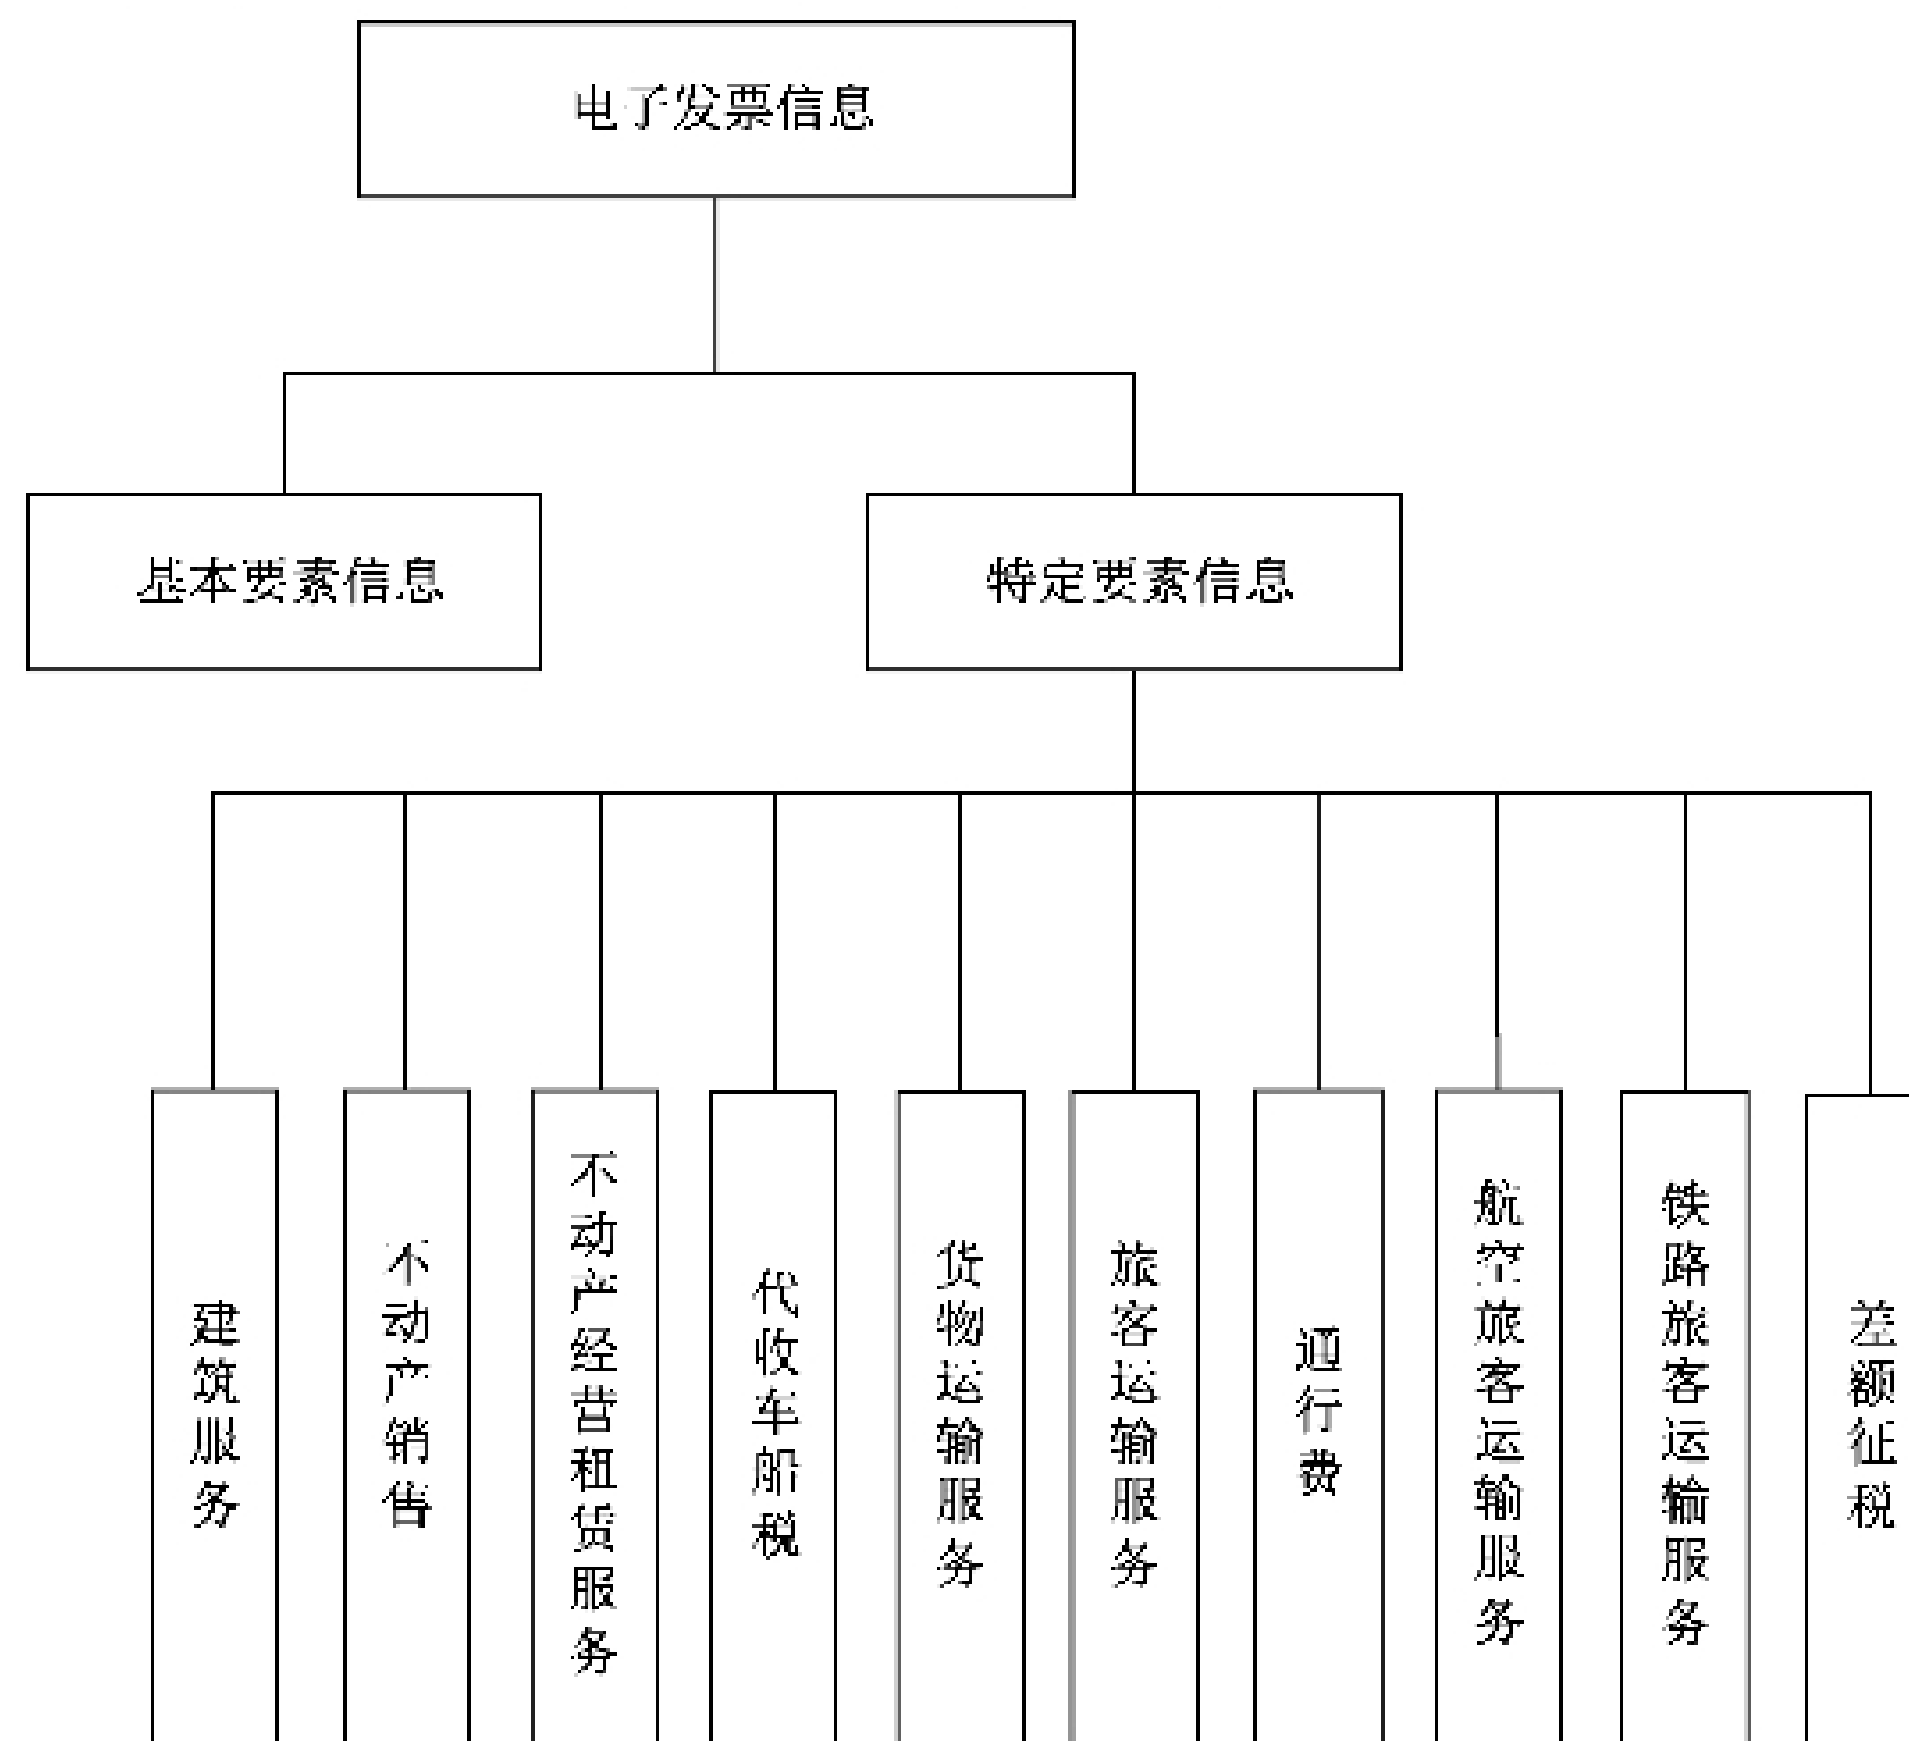 电子发票信息
基本要素信息
特定要素信息
建筑服务
不动产销售
不动产经营租赁服务
代收车船税
货物运输服务
旅客运输服务
通行费
航空旅客运输服务
铁路旅客运输服务
差额征税